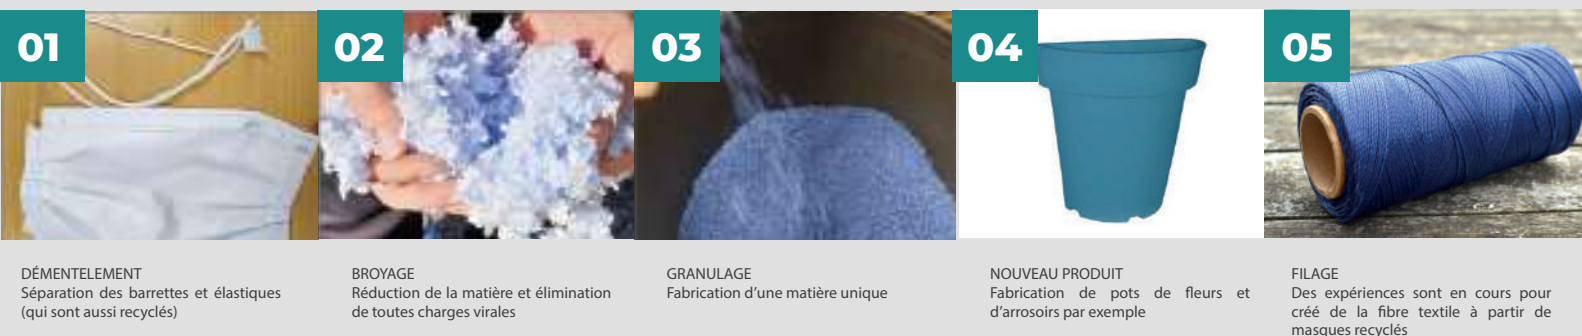 01
02
03
04
05
DÉMENTELEMENT
Séparation des barrettes et élastiques
(qui sont aussi recyclés)
BROYAGE
Réduction de la matière et élimination
de toutes charges virales
GRANULAGE
Fabrication d'une matière unique
NOUVEAU PRODUIT
Fabrication de pots de fleurs et
d'arrosoirs par exemple
FILAGE
Des expériences sont en cours pour
créé de la fibre textile à partir de
masques recyclés